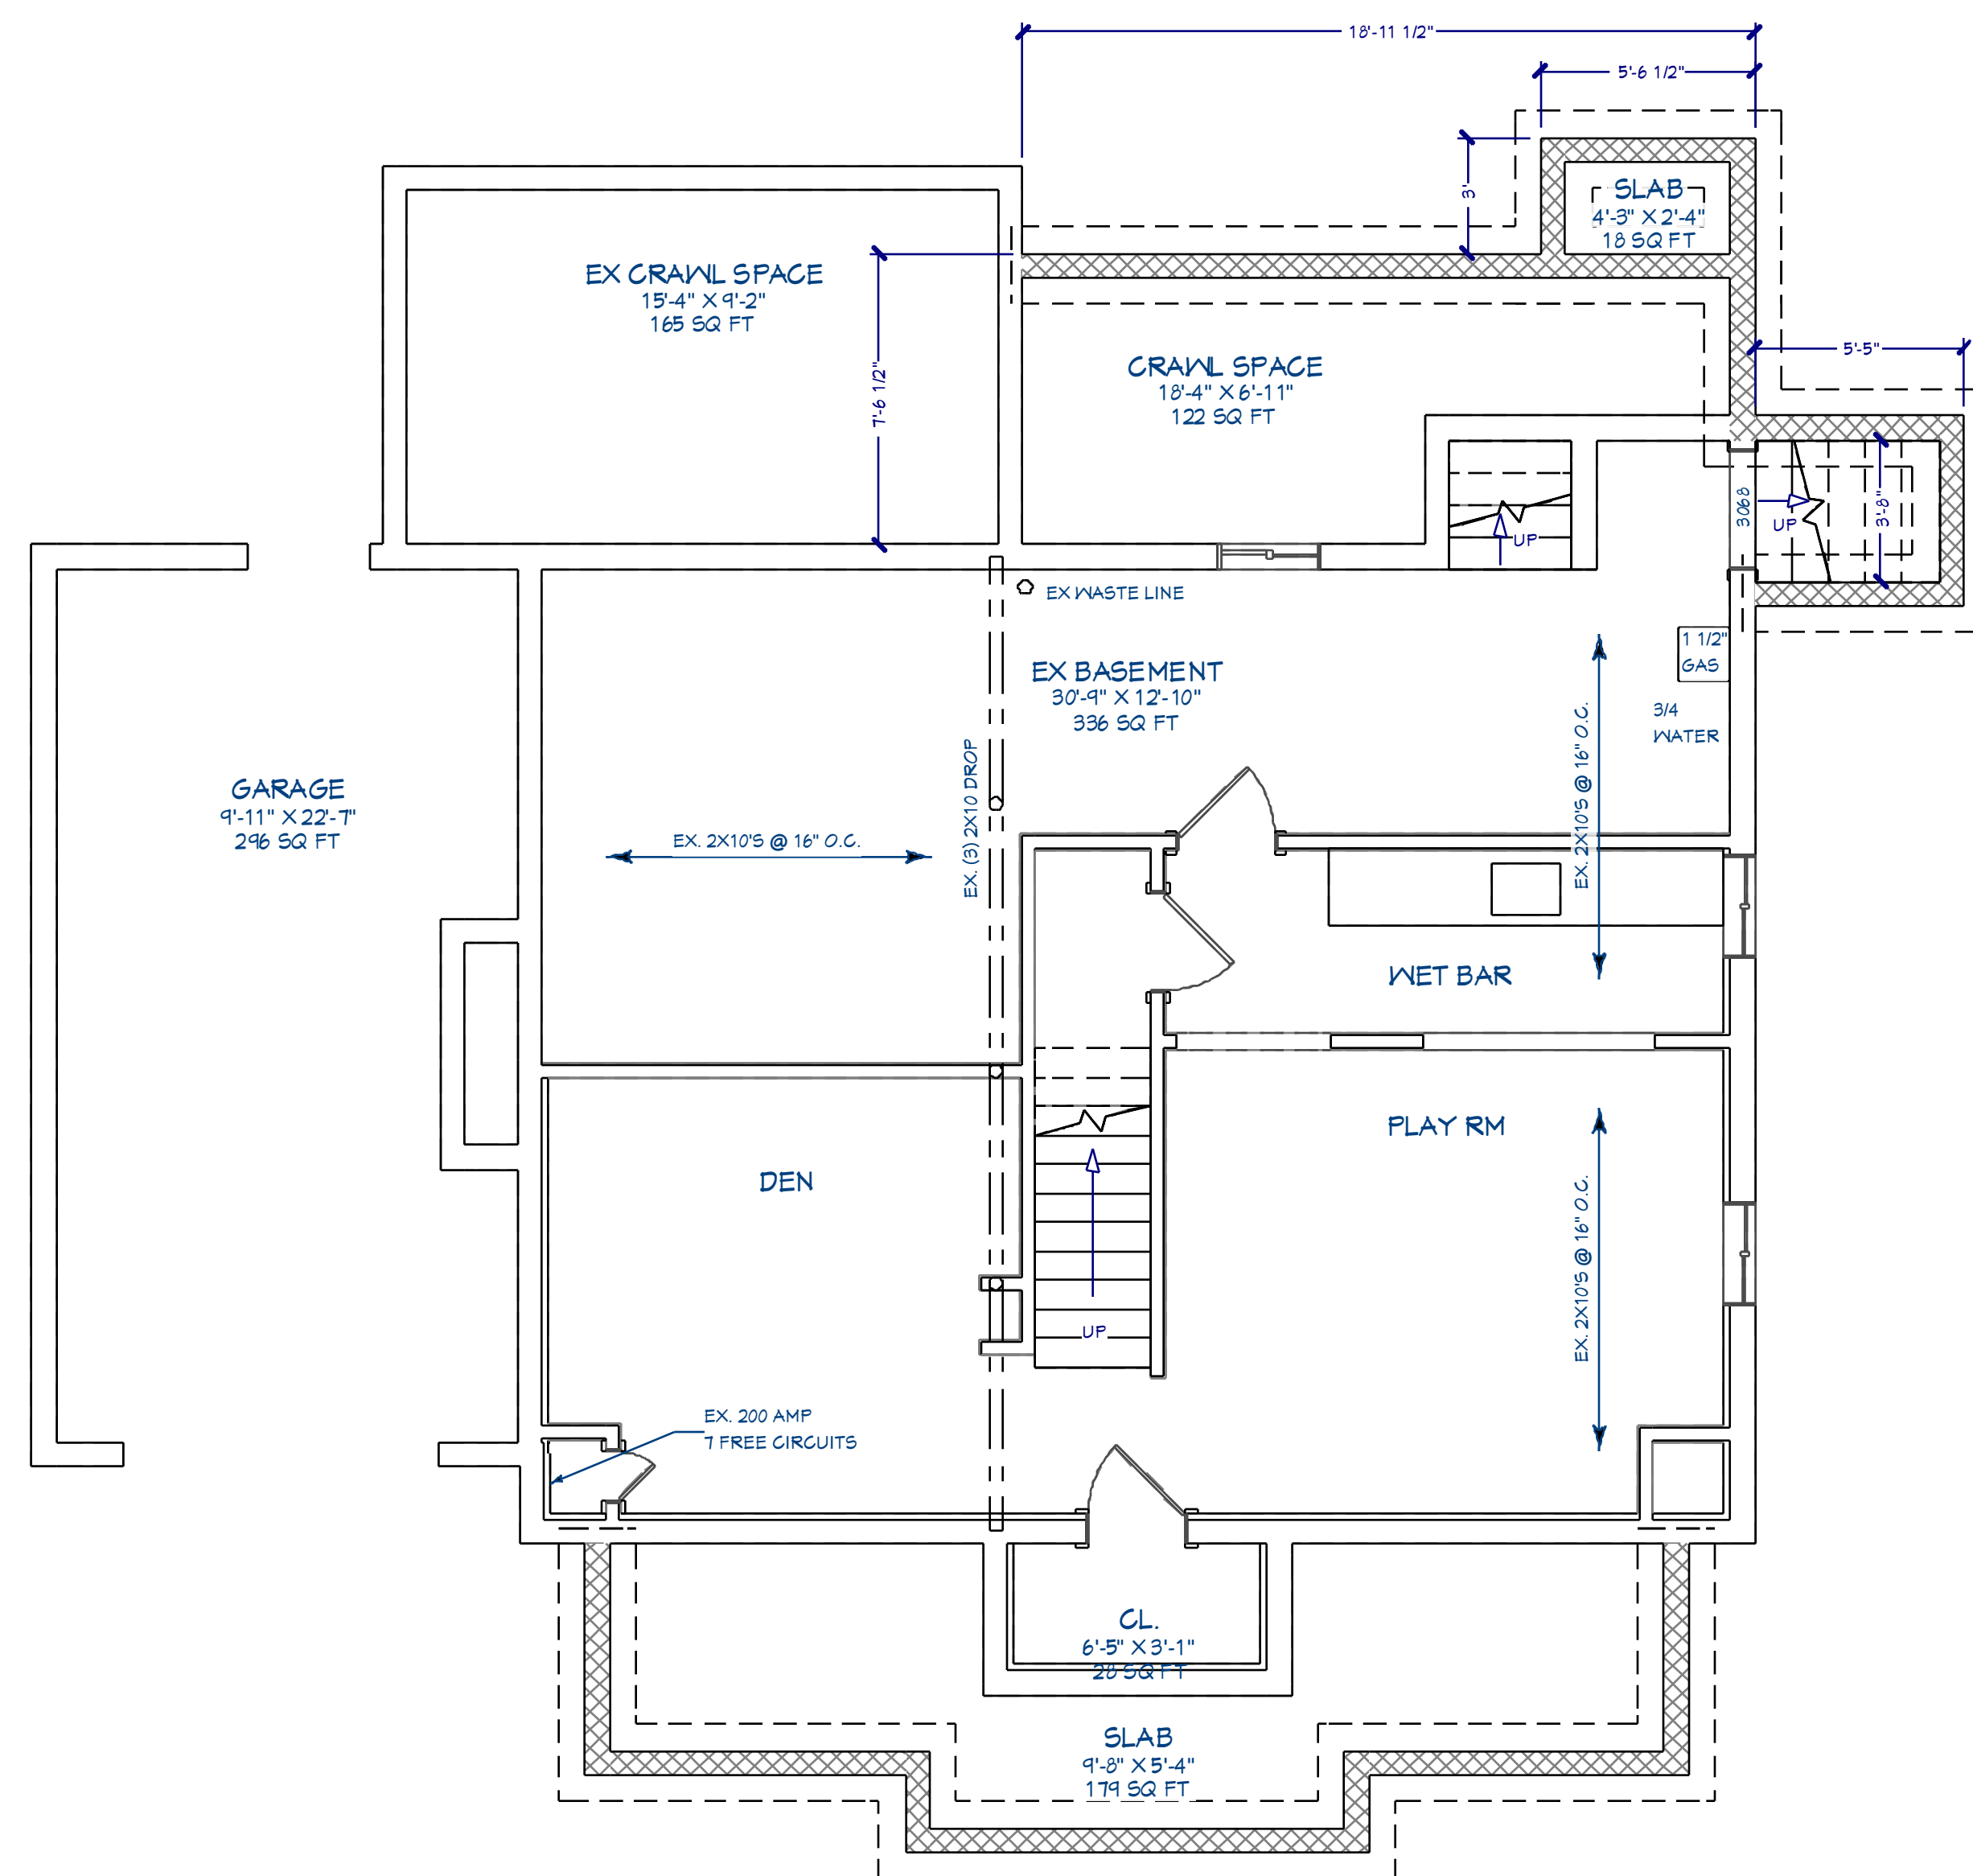 18'-11 1/2"
5'-6 1/2"
3'
SLAB
4'-3" X 2'-4"
18 SQ FT
EX CRAWL SPACE
15'-4" X 9'-2"
165 SQ FT
7'-6 1/2"
CRAWL SPACE
18'-4" X 6'-11"
122 SQ FT
5'-5"
3068
UP
3'-8"
UP
EX WASTE LINE
1 1/2"
GAS
EX BASEMENT
30'-9" X 12'-10"
336 SQ FT
3/4
WATER
EX. 2X10'S @ 16" O.C.
GARAGE
9'-11" X 22'-7"
296 SQ FT
EX. 2X10'S @ 16" O.C.
EX. (3) 2X10 DROP
WET BAR
PLAY RM
DEN
EX. 2X10'S @ 16" O.C.
UP
EX. 200 AMP
7 FREE CIRCUITS
CL.
6'-5" X 3'-1"
28 SQ FT
SLAB
9'-8" X 5'-4"
179 SQ FT